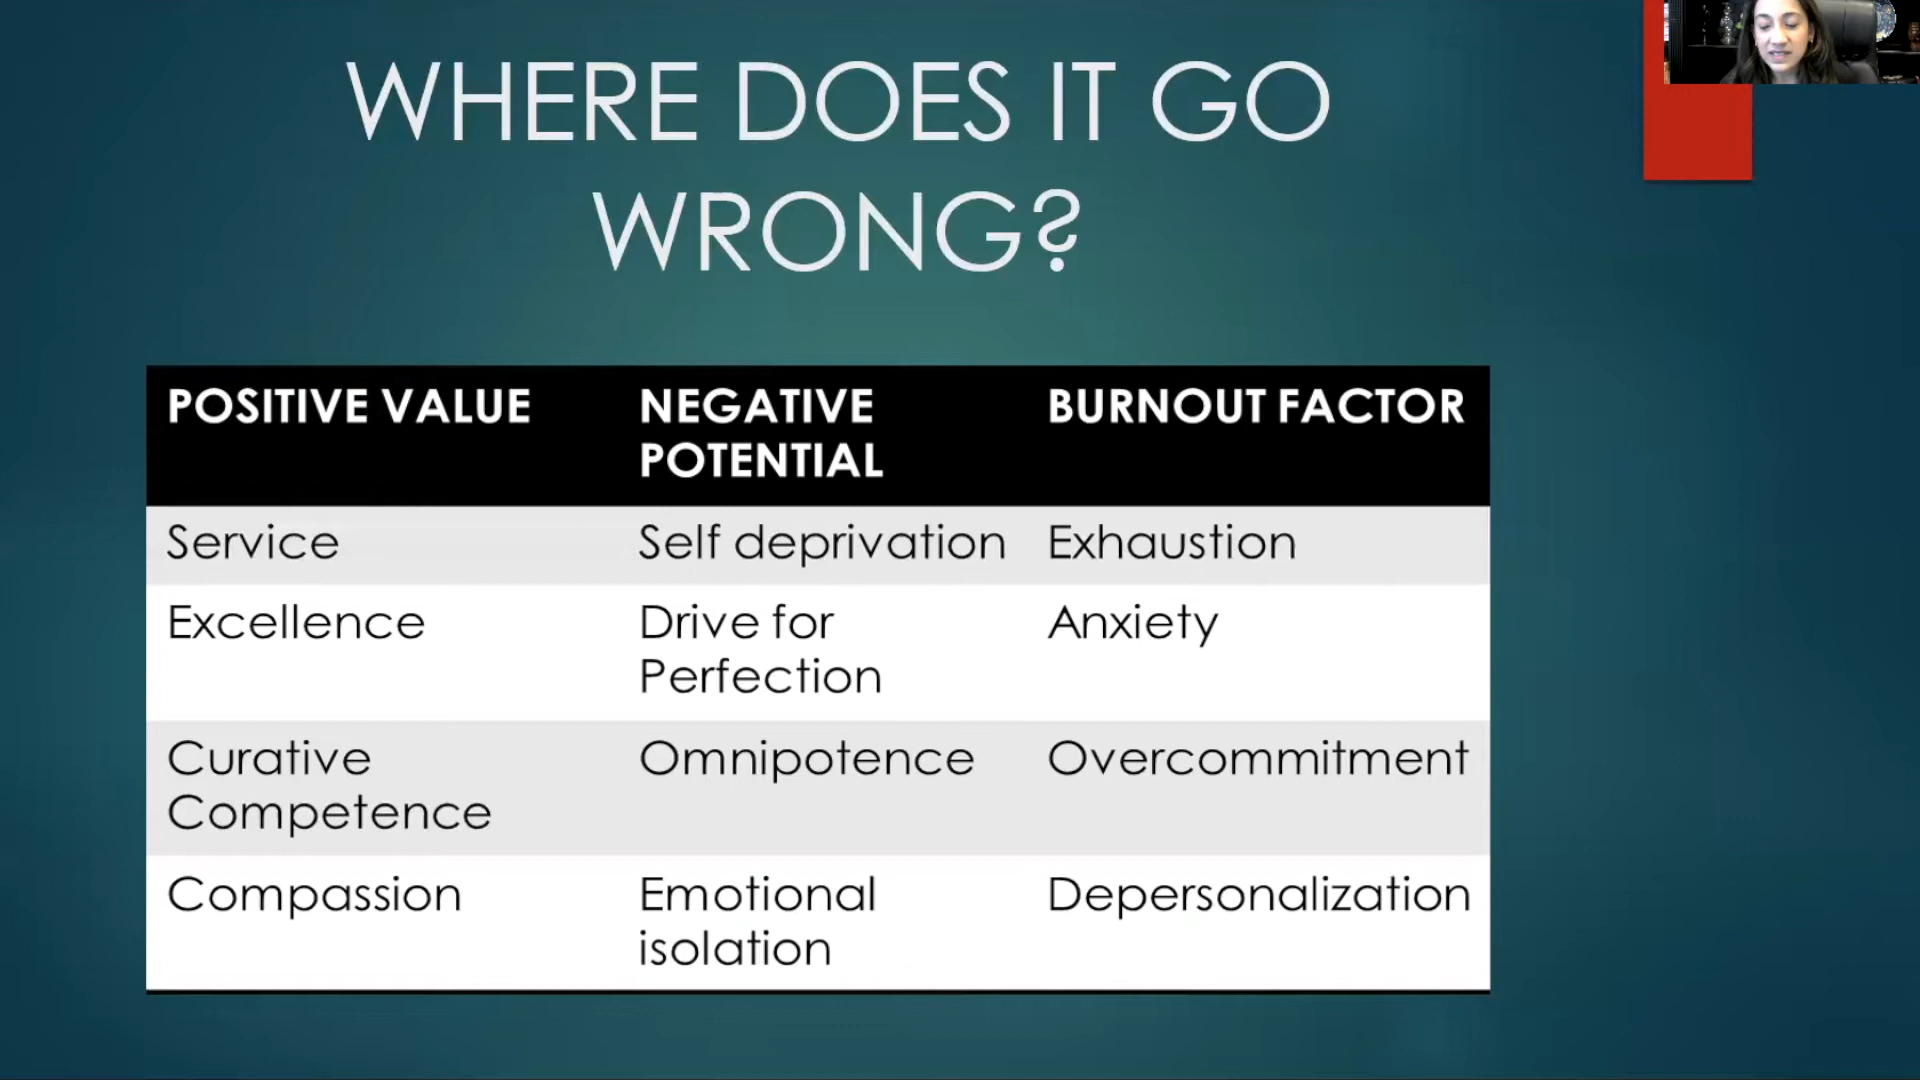 WHERE DOES IT GO
WRONG?
POSITIVE VALUE
NEGATIVE
POTENTIAL
BURNOUT FACTOR
Service
Self deprivation
Exhaustion
Excellence
Drive for
Perfection
Anxiety
Curative
Competence
Omnipotence
Overcommitment
Compassion
Emotional
isolation
Depersonalization